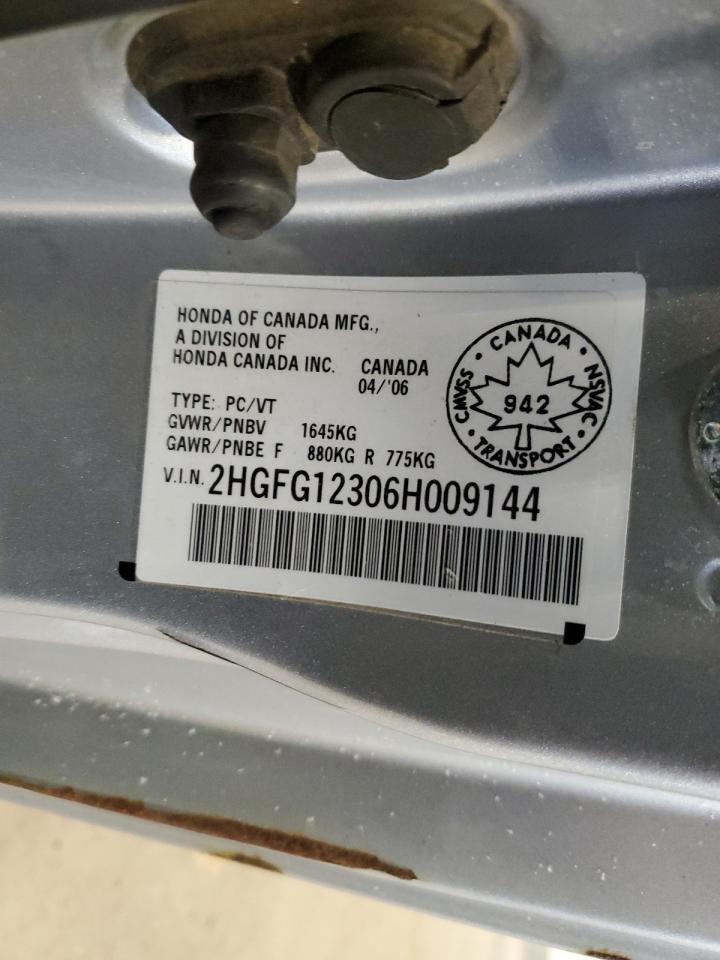 HONDA OF CANADA MFG.,
A DIVISION OF
HONDA CANADA INC. CANADA
04/'06
TYPE: PC/VT
GVWR/PNBV 1645KG
GAWR/PNBE F 880KG R 775KG
V.I.N. 2HGFG12306H009144
• CANADA •
CMVSS • NSVAC
942
• TRANSPORT •